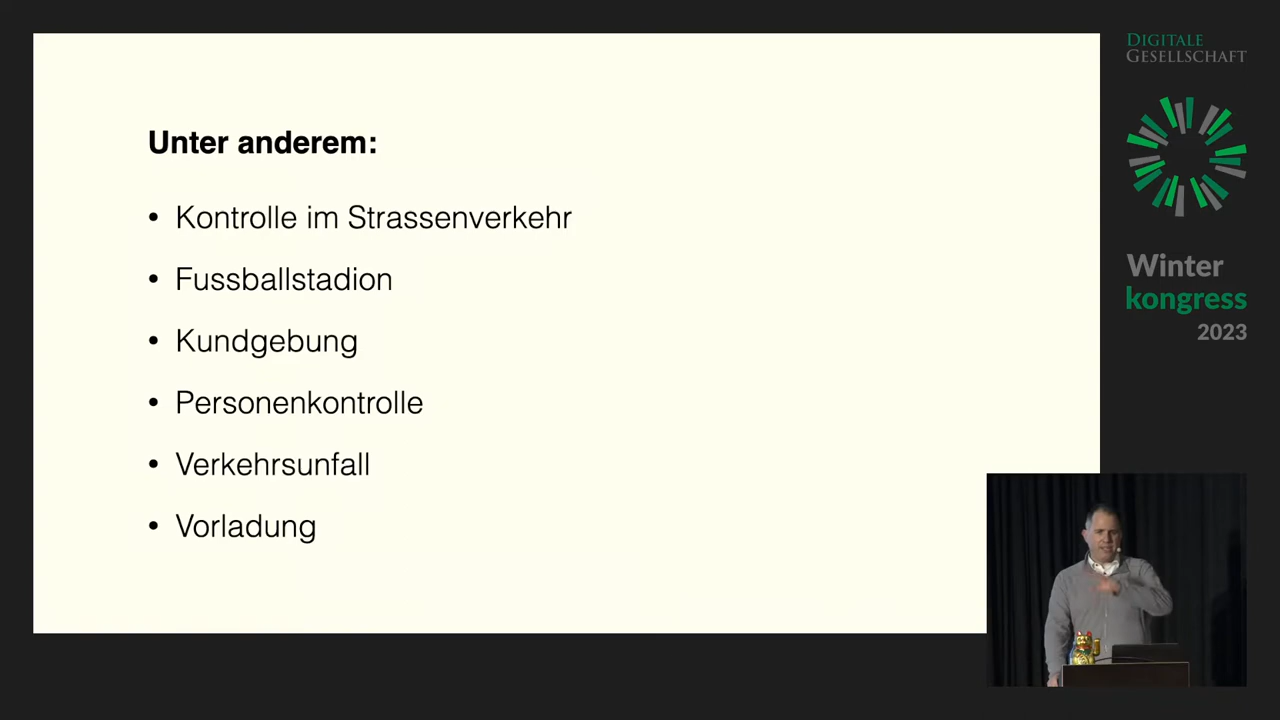 Unter anderem:
• Kontrolle im Strassenverkehr
• Fussballstadion
• Kundgebung
• Personenkontrolle
• Verkehrsunfall
• Vorladung
DIGITALE
GESELLSCHAFT
Winter
kongress
2023